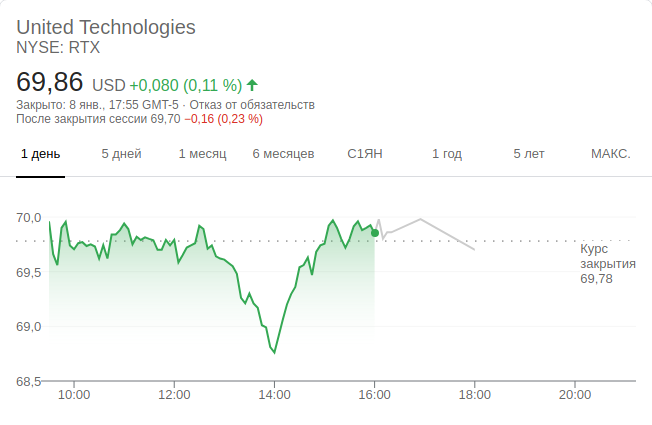 United Technologies
NYSE: RTX
69,86 USD +0,080 (0,11 %)
Закрыто: 8 янв., 17:55 GMT-5 · Отказ от обязательств
После закрытия сессии 69,70 −0,16 (0,23 %)
1 день 5 дней 1 месяц 6 месяцев С1ЯН 1 год 5 лет МАКС.
70,0
Курс
закрытия
69,78
69,5
69,0
68,5
10:00 12:00 14:00 16:00 18:00 20:00